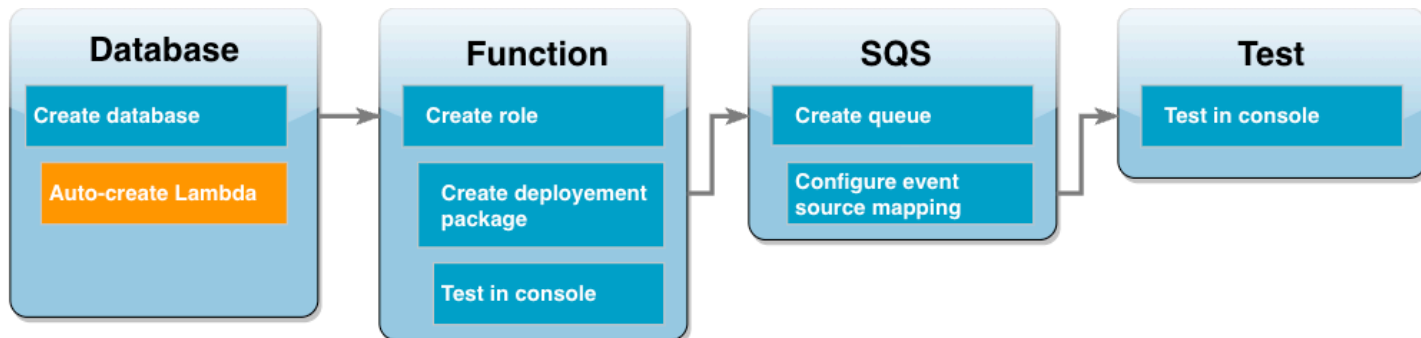 Database
Create database
Auto-create Lambda
Function
Create role
Create deployement
package
Test in console
SQS
Create queue
Configure event
source mapping
Test
Test in console